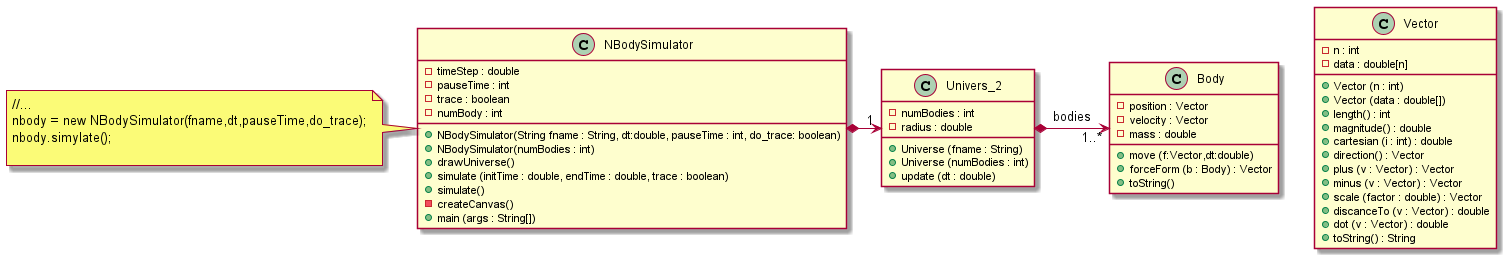 //...
nbody = new NBodySimulator(fname,dt,pauseTime,do_trace);
nbody.simylate();
C NBodySimulator
timeStep : double
pauseTime : int
trace : boolean
numBody : int
NBodySimulator(String fname : String, dt:double, pauseTime : int, do_trace: boolean)
NBodySimulator(numBodies : int)
drawUniverse()
simulate (initTime : double, endTime : double, trace : boolean)
simulate()
createCanvas()
main (args : String[])
1
C Univers_2
numBodies : int
radius : double
Universe (fname : String)
Universe (numBodies : int)
update (dt : double)
bodies
1..*
C Body
position : Vector
velocity : Vector
mass : double
move (f:Vector,dt:double)
forceForm (b : Body) : Vector
toString()
C Vector
n : int
data : double[n]
Vector (n : int)
Vector (data : double[])
length() : int
magnitude() : double
cartesian (i : int) : double
direction() : Vector
plus (v : Vector) : Vector
minus (v : Vector) : Vector
scale (factor : double) : Vector
discanceTo (v : Vector) : double
dot (v : Vector) : double
toString() : String